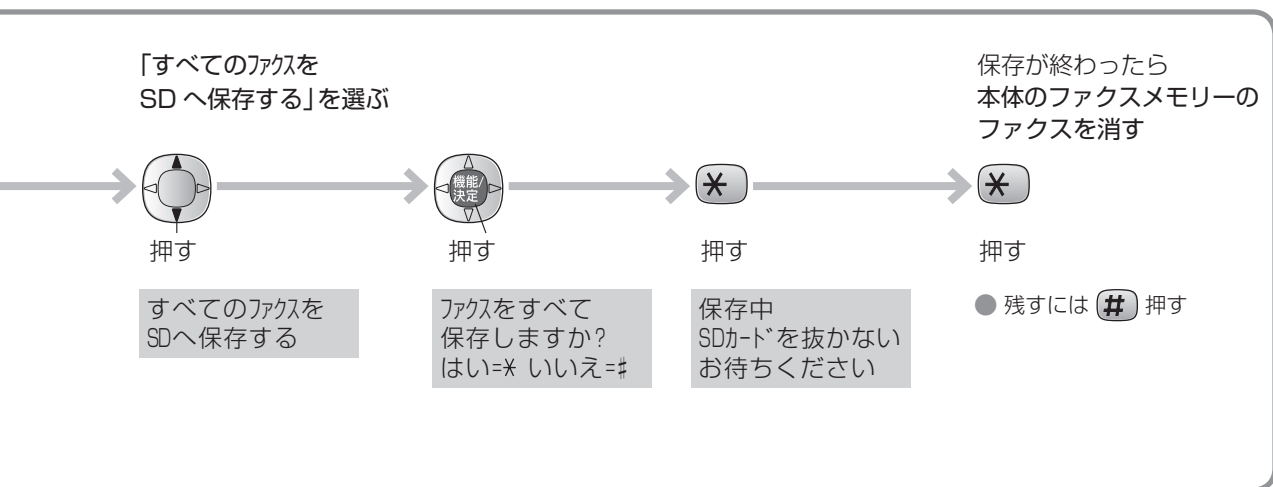 「すべてのﾌｧｸｽを
SD へ保存する」を選ぶ
押す
すべてのﾌｧｸｽを
SDへ保存する
機能/
決定
押す
ﾌｧｸｽをすべて
保存しますか?
はい=* いいえ=#
*
押す
保存中
SDｶｰﾄﾞを抜かない
お待ちください
保存が終わったら
本体のファクスメモリーの
ファクスを消す
*
押す
● 残すには # 押す